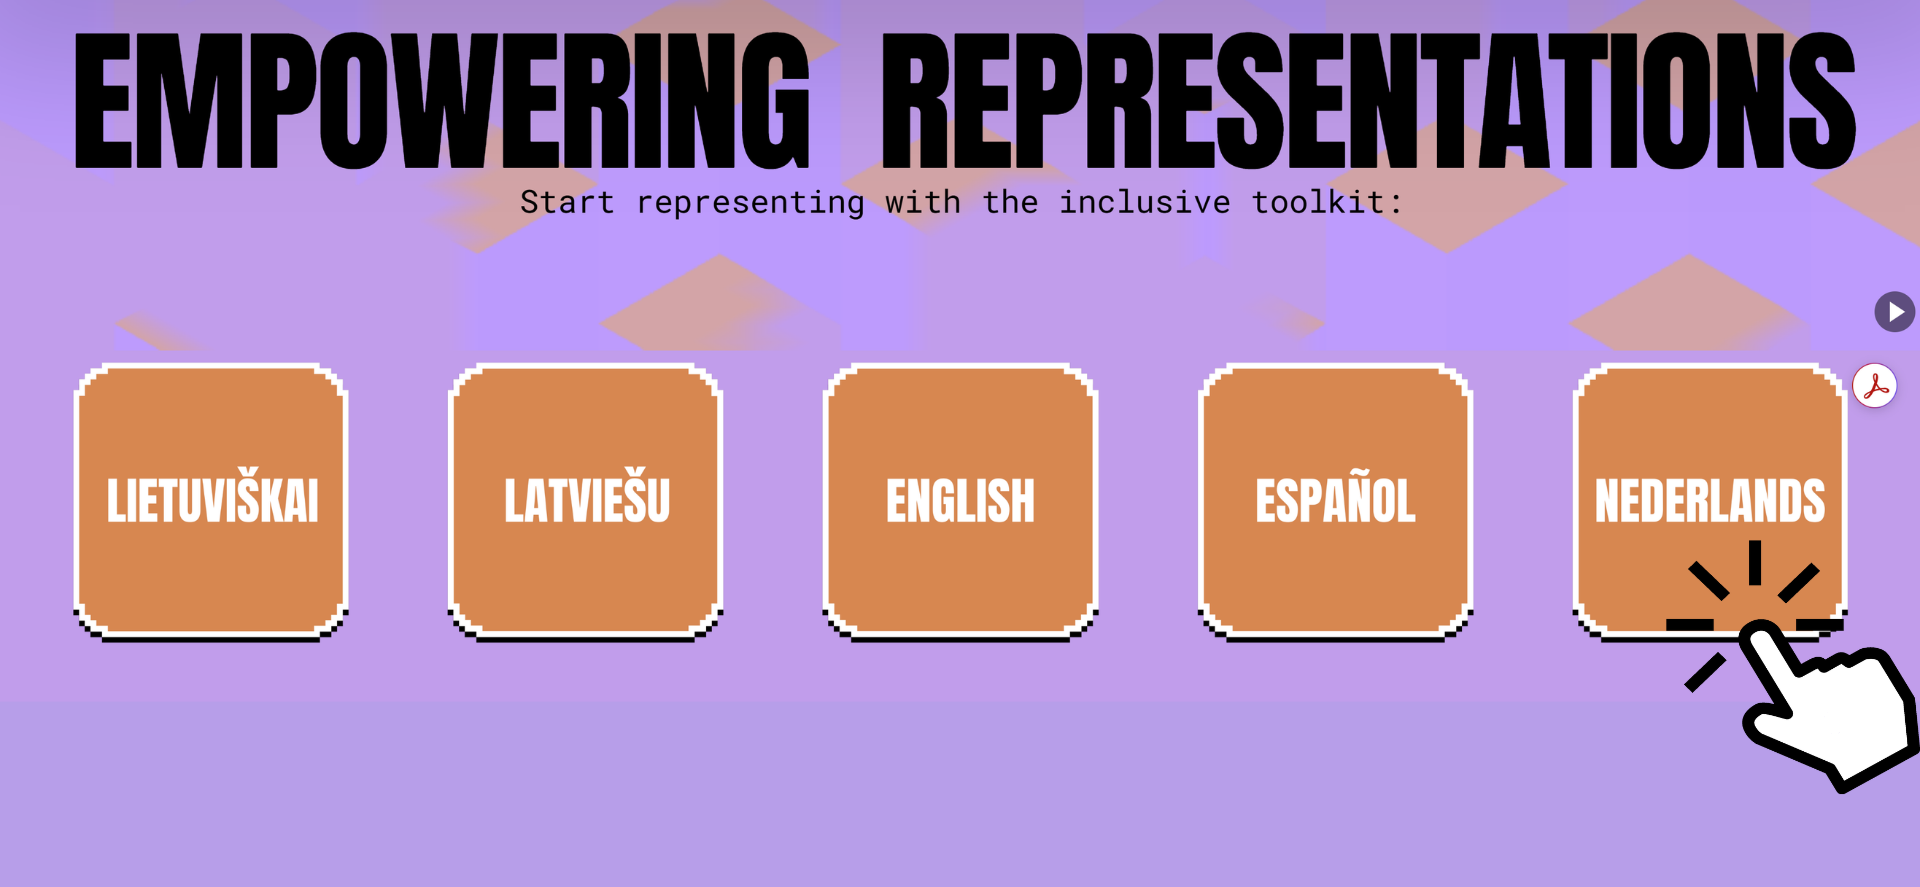 EMPOWERING REPRESENTATIONS
Start representing with the inclusive toolkit:
LIETUVIŠKAI
LATVIEŠU
ENGLISH
ESPAÑOL
NEDERLANDS